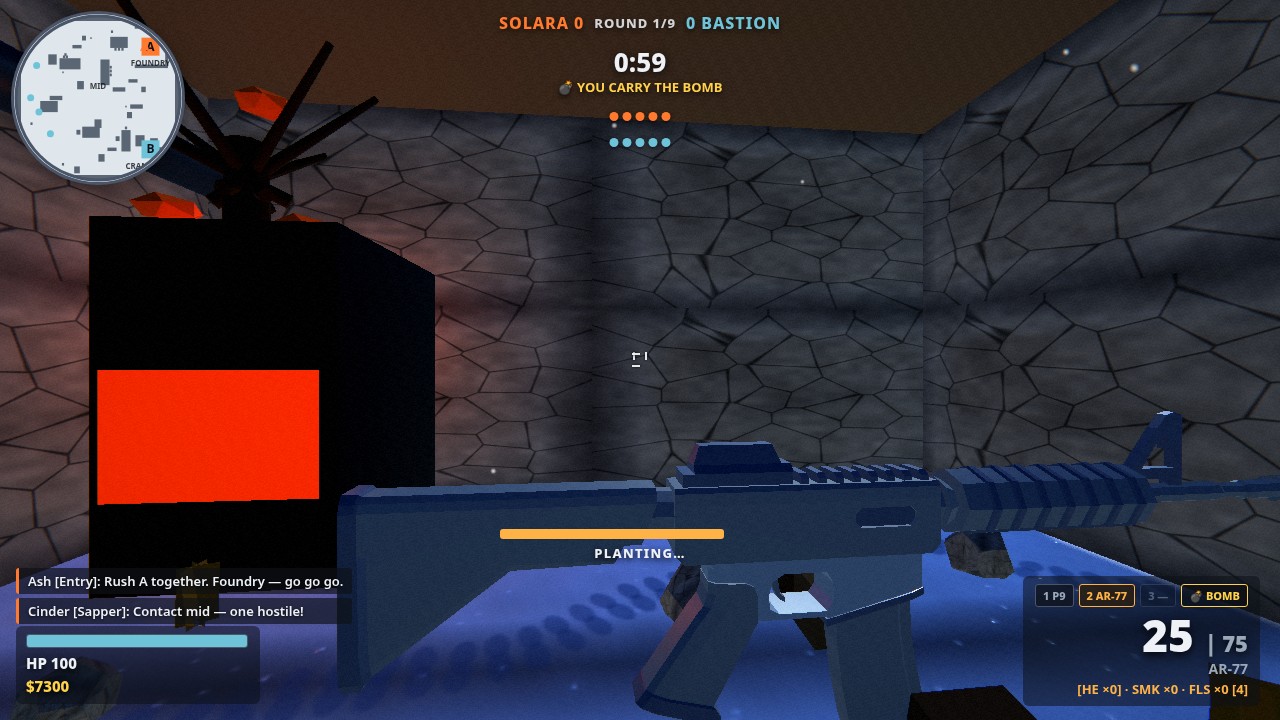 SOLARA 0 ROUND 1/9 0 BASTION
0:59
💣 YOU CARRY THE BOMB
A
FOUNDRY
MID
B
PLANTING…
Ash [Entry]: Rush A together. Foundry — go go go.
Cinder [Sapper]: Contact mid — one hostile!
HP 100
$7300
1 P9 2 AR-77 3 — 💣 BOMB
25 | 75
AR-77
[HE ×0] · SMK ×0 · FLS ×0 [4]